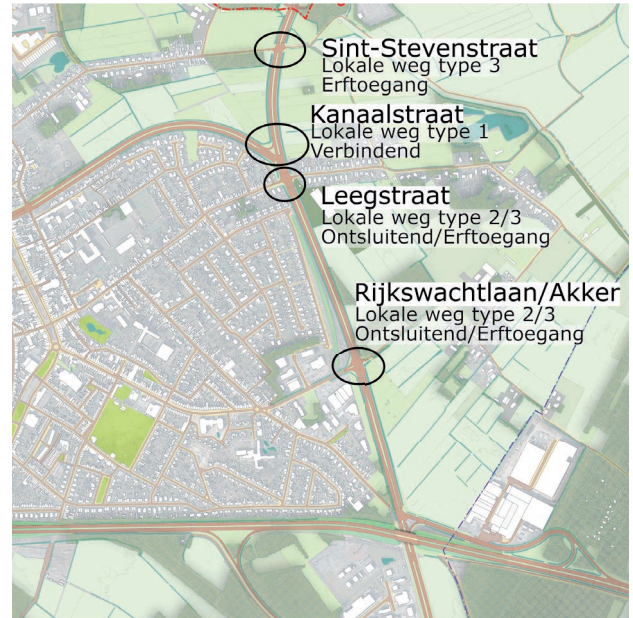 Sint-Stevenstraat
Lokale weg type 3
Erftoegang
Kanaalstraat
Lokale weg type 1
Verbindend
Leegstraat
Lokale weg type 2/3
Ontsluitend/Erftoegang
Rijkswachtlaan/Akker
Lokale weg type 2/3
Ontsluitend/Erftoegang